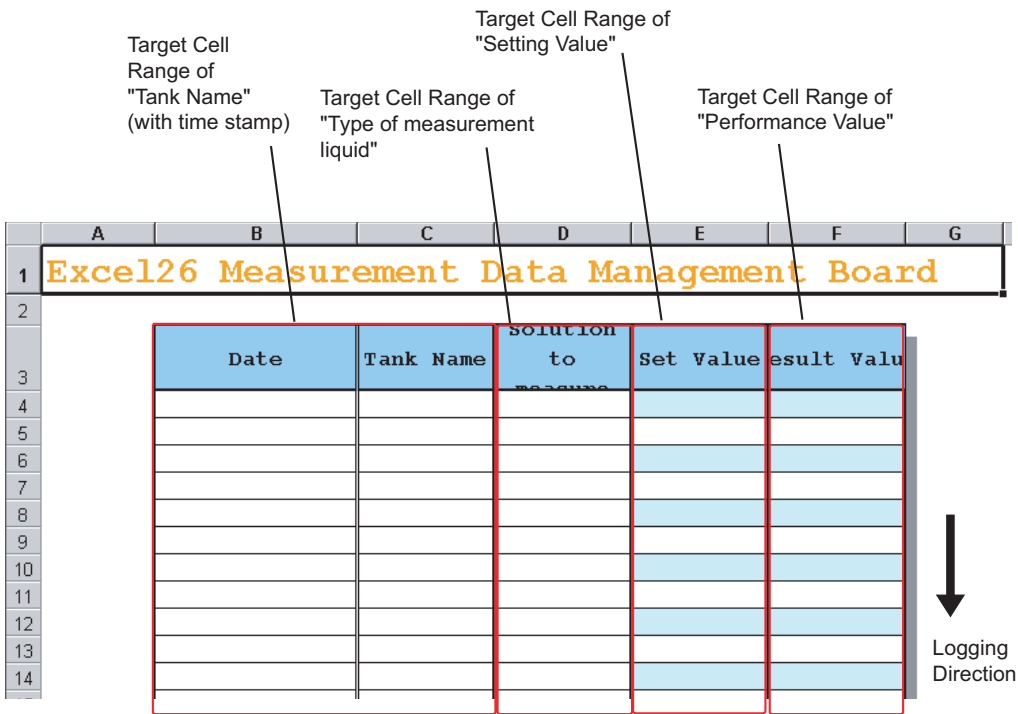 Target Cell Range of
"Setting Value"
Target Cell
Range of
"Tank Name"
(with time stamp)
Target Cell Range of
"Type of measurement
liquid"
Target Cell Range of
"Performance Value"
A B C D E F G
1 Excel26 Measurement Data Management Board
2
3 Date Tank Name Solution to measure Set Value esult Valu
4
5
6
7
8
9
10
11
12
13
14
Logging
Direction